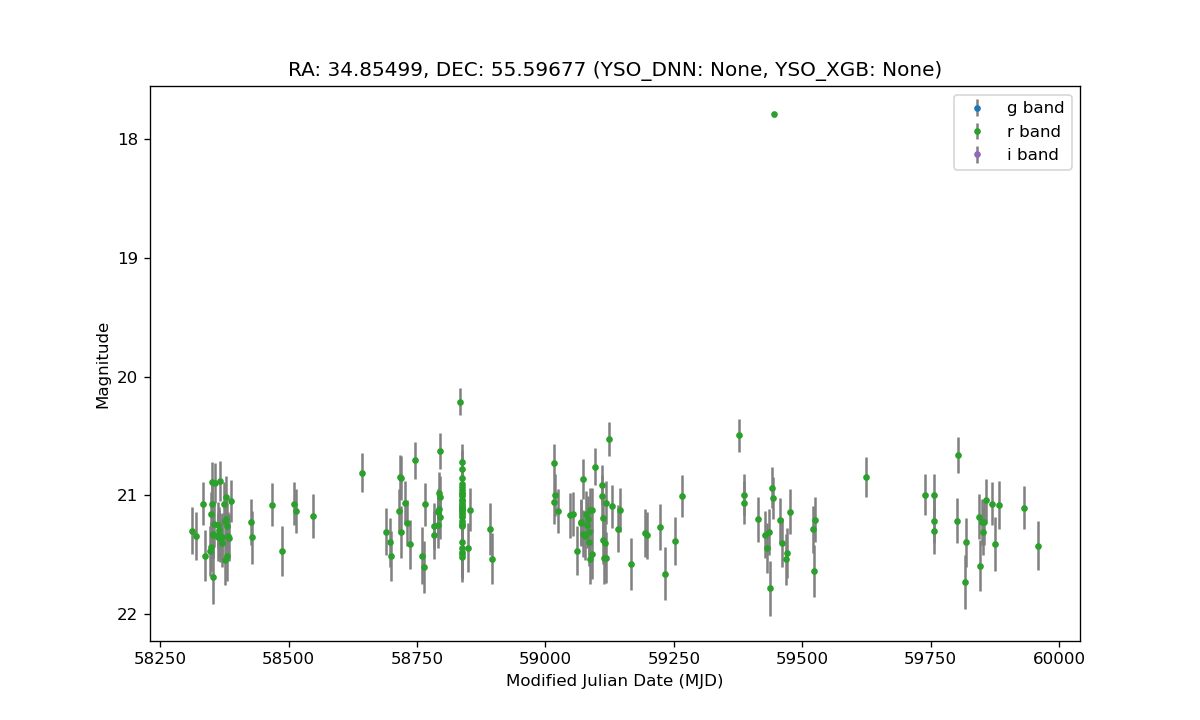 RA: 34.85499, DEC: 55.59677 (YSO_DNN: None, YSO_XGB: None)
g band
r band
i band
18
19
20
21
22
Magnitude
58250 58500 58750 59000 59250 59500 59750 60000
Modified Julian Date (MJD)